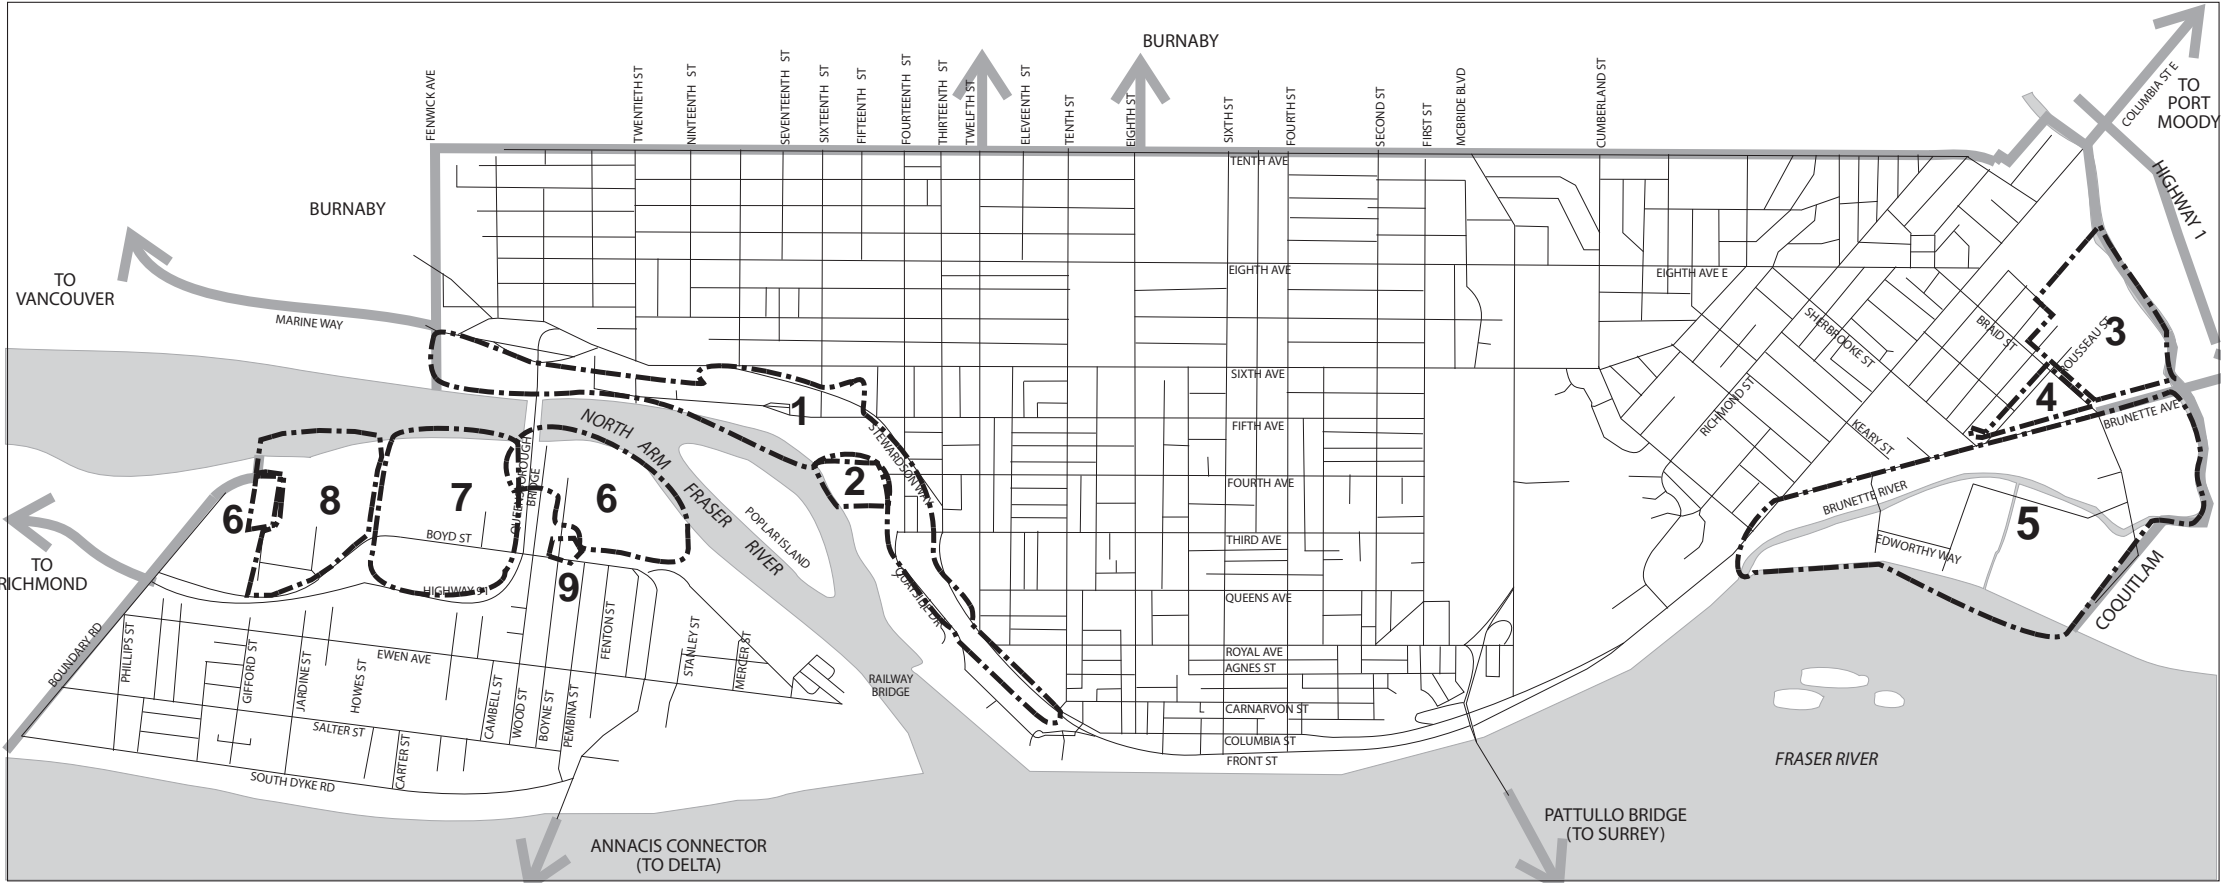 BURNABY
FENWICK AVE
TWENTIETH ST
NINTEENTH ST
SEVENTEENTH ST
SIXTEENTH ST
FIFTEENTH ST
FOURTEENTH ST
THIRTEENTH ST
TWELFTH ST
ELEVENTH ST
TENTH ST
EIGHTH ST
SIXTH ST
FOURTH ST
SECOND ST
FIRST ST
MCBRIDE BLVD
CUMBERLAND ST
COLUMBIA ST E
TO
PORT
MOODY
HIGHWAY 1
TENTH AVE
BURNABY
TO
VANCOUVER
MARINE WAY
EIGHTH AVE
EIGHTH AVE E
SHERBROOKE ST
BRAID ST
ROUSSEAU ST
3
SIXTH AVE
RICHMOND ST
4
BRUNETTE AVE
1
NORTH ARM
FRASER
RIVER
STEWARDSON WAY
FIFTH AVE
KEARY ST
2
FOURTH AVE
QUEENSBOROUGH
BRIDGE
6
8
7
6
POPLAR ISLAND
BRUNETTE RIVER
5
BOYD ST
THIRD AVE
EDWORTHY WAY
TO
RICHMOND
HIGHWAY 91
9
QUAYSIDE DR
QUEENS AVE
COQUITLAM
BOUNDARY RD
PHILLIPS ST
GIFFORD ST
JARDINE ST
HOWES ST
EWEN AVE
CAMBELL ST
WOOD ST
BOYNE ST
PEMBINA ST
FENTON ST
STANLEY ST
MERCER ST
RAILWAY
BRIDGE
ROYAL AVE
AGNES ST
CARNARVON ST
COLUMBIA ST
FRONT ST
SALTER ST
CARTER ST
SOUTH DYKE RD
FRASER RIVER
ANNACIS CONNECTOR
(TO DELTA)
PATTULLO BRIDGE
(TO SURREY)